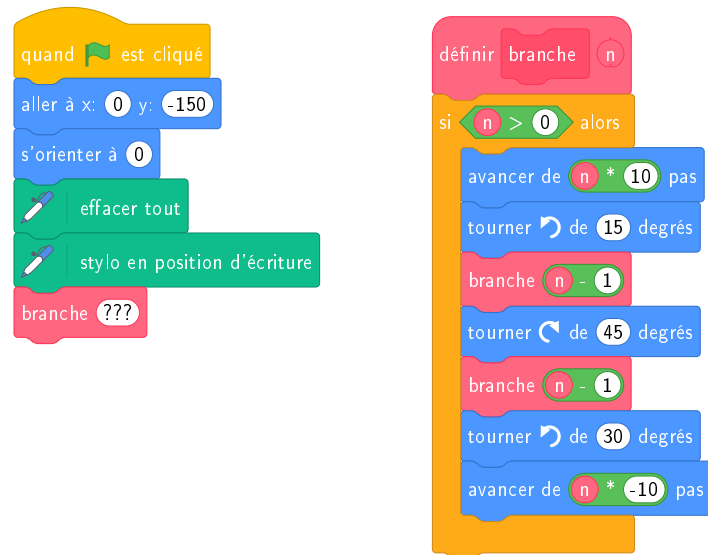 quand est cliqué
aller à x: 0 y: -150
s'orienter à 0
effacer tout
stylo en position d'écriture
branche ???
définir branche n
si n > 0 alors
avancer de n * 10 pas
tourner de 15 degrés
branche n - 1
tourner de 45 degrés
branche n - 1
tourner de 30 degrés
avancer de n * -10 pas